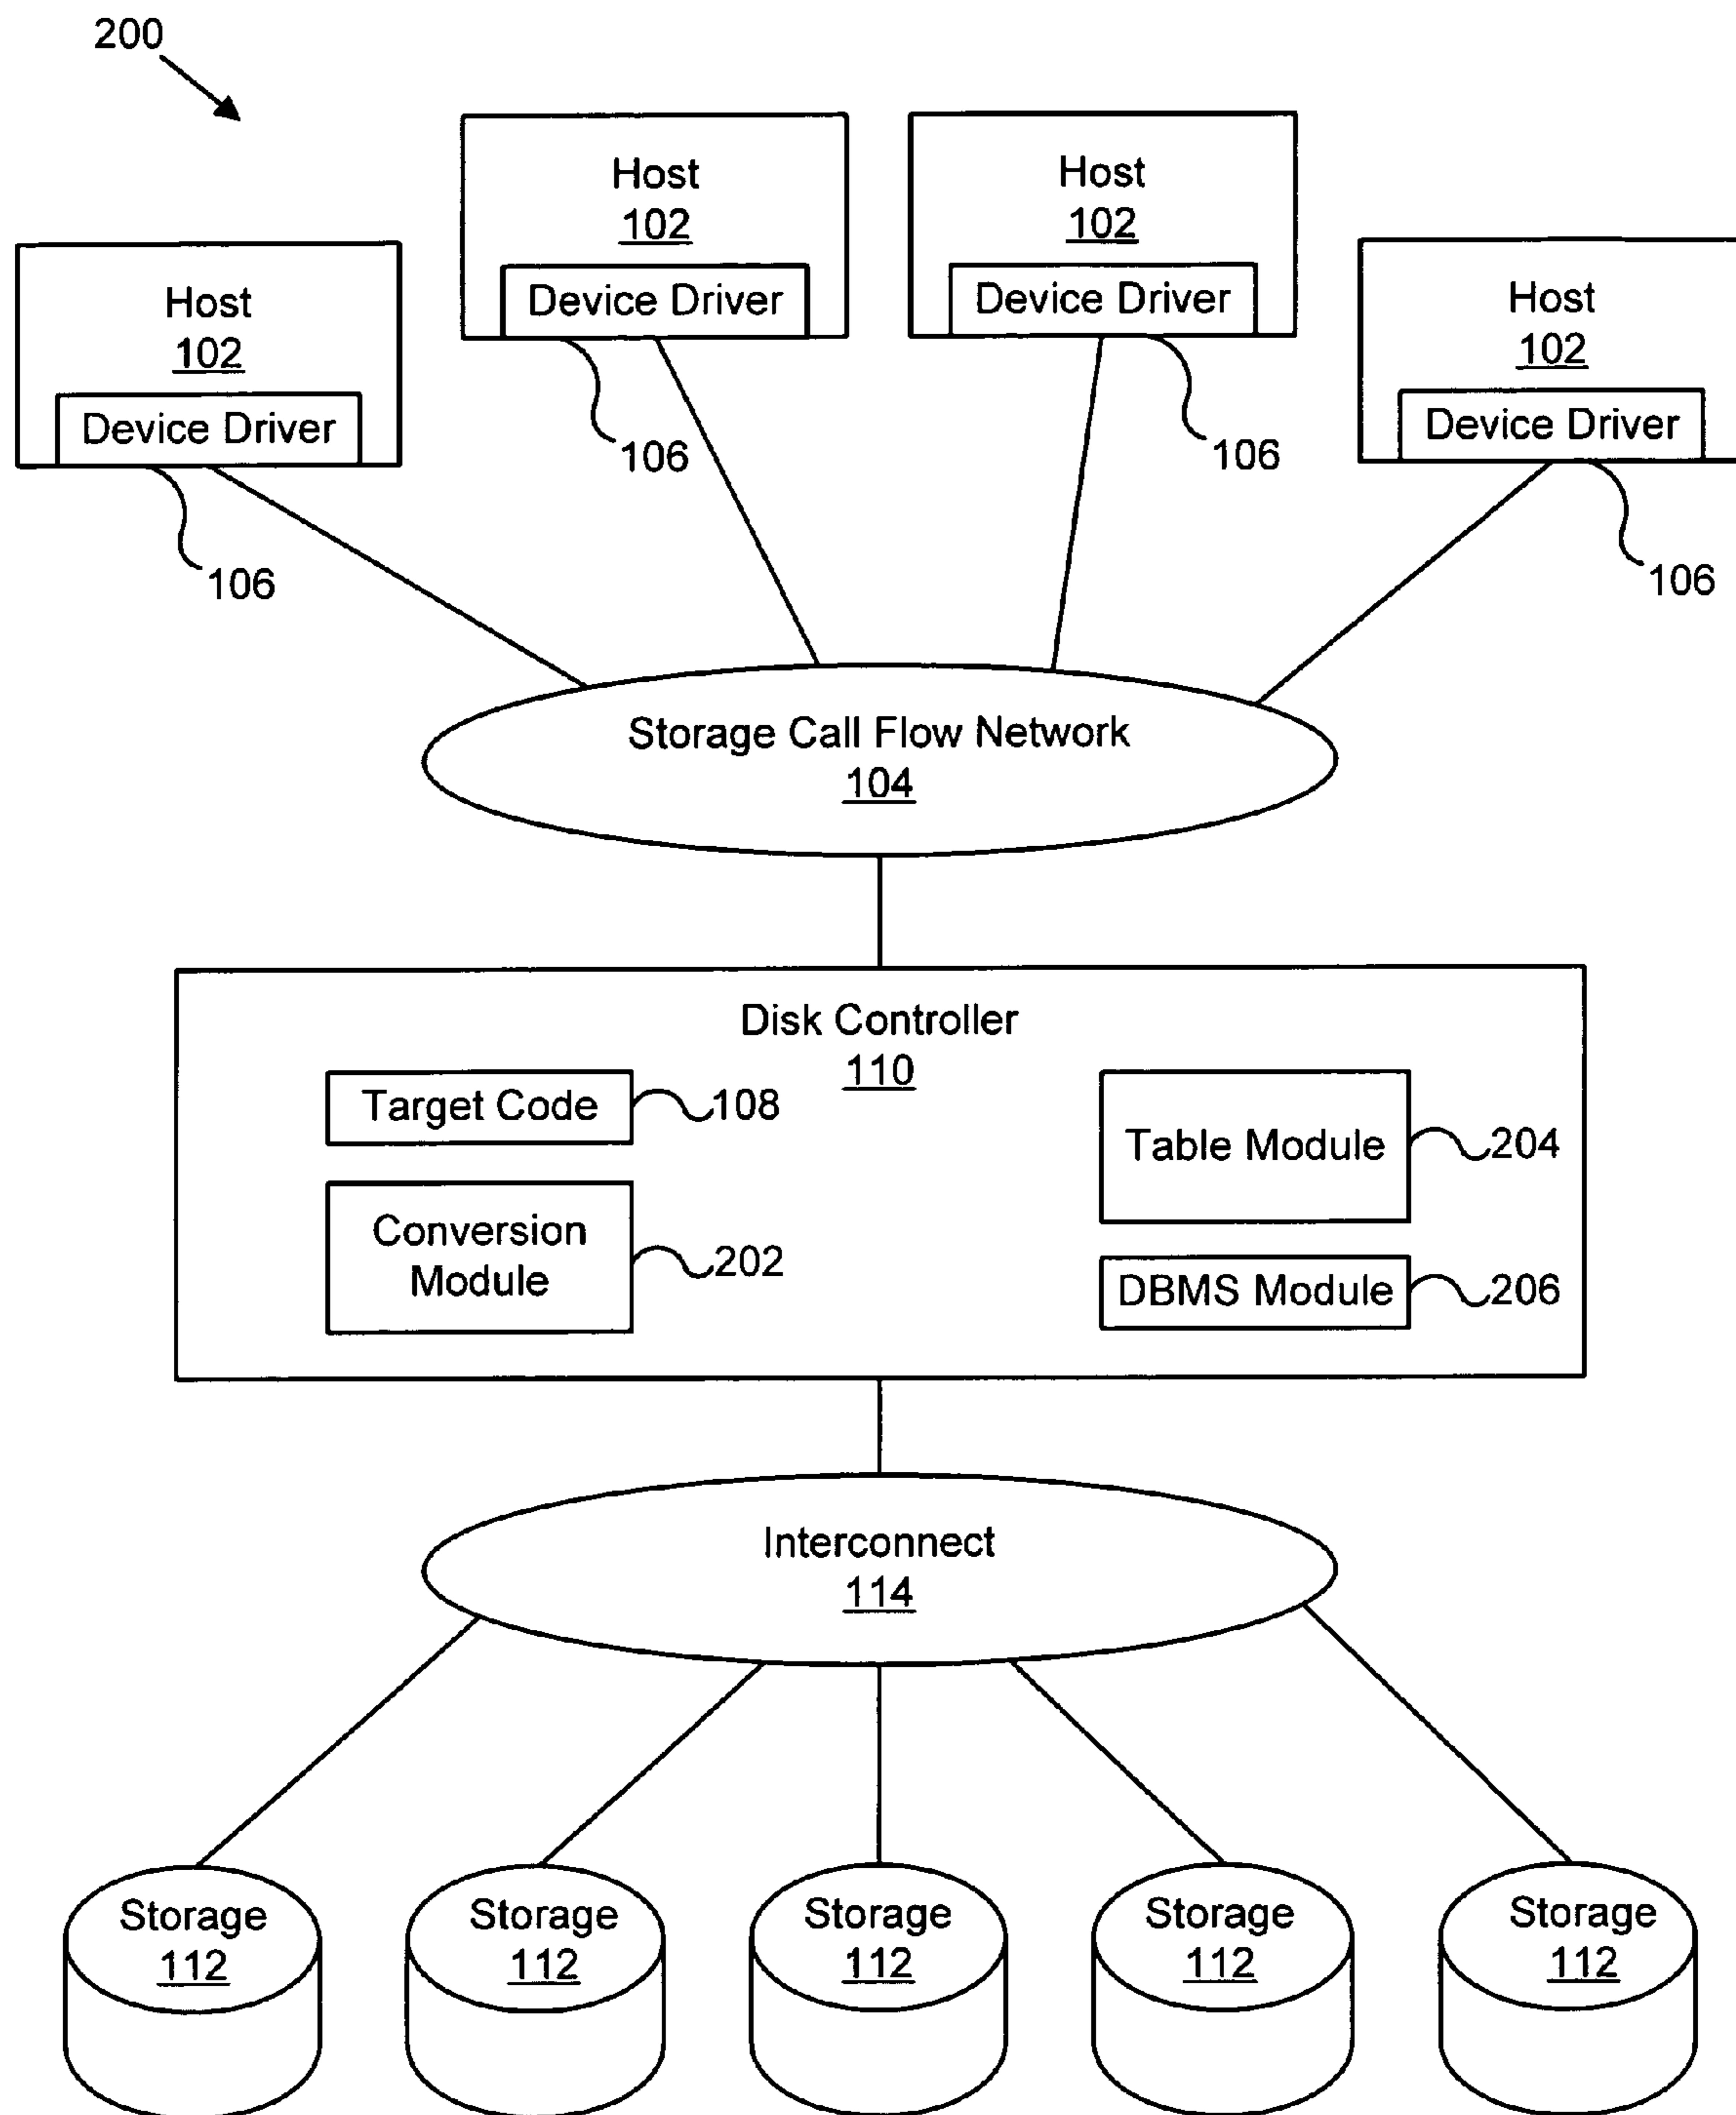 200
Host
102
Device Driver
106
Host
102
Device Driver
106
Host
102
Device Driver
106
Host
102
Device Driver
106
Storage Call Flow Network
104
Disk Controller
110
Target Code
108
Conversion
Module
202
Table Module
204
DBMS Module
206
Interconnect
114
Storage
112
Storage
112
Storage
112
Storage
112
Storage
112